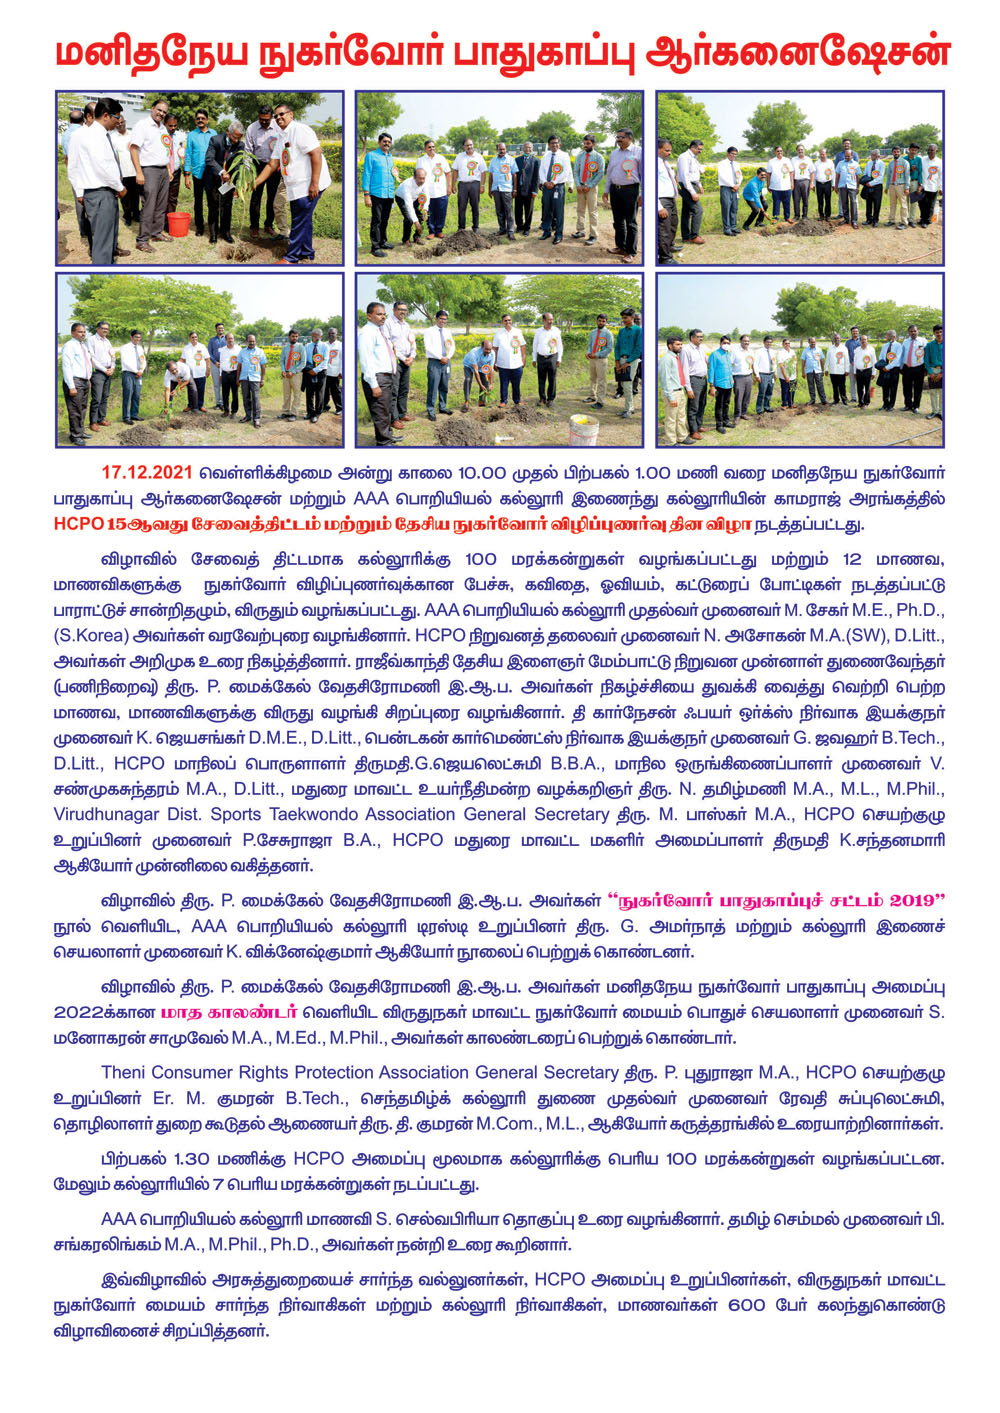 மனிதநேய நுகர்வோர் பாதுகாப்பு ஆர்கனைஷேசன்
17.12.2021 வெள்ளிக்கிழமை அன்று காலை 10.00 முதல் பிற்பகல் 1.00 மணி வரை மனிதநேய நுகர்வோர்
பாதுகாப்பு ஆர்கனைஷேசன் மற்றும் AAA பொறியியல் கல்லூரி இணைந்து கல்லூரியின் காமராஜ் அரங்கத்தில்
HCPO 15ஆவது சேவைத்திட்டம் மற்றும் தேசிய நுகர்வோர் விழிப்புணர்வு தின விழா நடத்தப்பட்டது.
விழாவில் சேவைத் திட்டமாக கல்லூரிக்கு 100 மரக்கன்றுகள் வழங்கப்பட்டது மற்றும் 12 மாணவ,
மாணவிகளுக்கு நுகர்வோர் விழிப்புணர்வுக்கான பேச்சு, கவிதை, ஓவியம், கட்டுரைப் போட்டிகள் நடத்தப்பட்டு
பாராட்டுச் சான்றிதழும், விருதும் வழங்கப்பட்டது. AAA பொறியியல் கல்லூரி முதல்வர் முனைவர் M. சேகர் M.E., Ph.D.,
(S.Korea) அவர்கள் வரவேற்புரை வழங்கினார். HCPO நிறுவனத் தலைவர் முனைவர் N. அசோகன் M.A.(SW), D.Litt.,
அவர்கள் அறிமுக உரை நிகழ்த்தினார். ராஜீவ்காந்தி தேசிய இளைஞர் மேம்பாட்டு நிறுவன முன்னாள் துணைவேந்தர்
(பணிநிறைவு) திரு. P. மைக்கேல் வேதசிரோமணி இ.ஆ.ப. அவர்கள் நிகழ்ச்சியை துவக்கி வைத்து வெற்றி பெற்ற
மாணவ, மாணவிகளுக்கு விருது வழங்கி சிறப்புரை வழங்கினார். தி கார்நேசன் ஃபயர் ஒர்க்ஸ் நிர்வாக இயக்குநர்
முனைவர் K. ஜெயசங்கர் D.M.E., D.Litt., பென்டகன் கார்மெண்ட்ஸ் நிர்வாக இயக்குநர் முனைவர் G. ஜவஹர் B.Tech.,
D.Litt., HCPO மாநிலப் பொருளாளர் திருமதி.G.ஜெயலெட்சுமி B.B.A., மாநில ஒருங்கிணைப்பாளர் முனைவர் V.
சண்முகசுந்தரம் M.A., D.Litt., மதுரை மாவட்ட உயர்நீதிமன்ற வழக்கறிஞர் திரு. N. தமிழ்மணி M.A., M.L., M.Phil.,
Virudhunagar Dist. Sports Taekwondo Association General Secretary திரு. M. பாஸ்கர் M.A., HCPO செயற்குழு
உறுப்பினர் முனைவர் P.சேசுராஜா B.A., HCPO மதுரை மாவட்ட மகளிர் அமைப்பாளர் திருமதி K.சந்தனமாரி
ஆகியோர் முன்னிலை வகித்தனர்.
விழாவில் திரு. P. மைக்கேல் வேதசிரோமணி இ.ஆ.ப. அவர்கள் “நுகர்வோர் பாதுகாப்புச் சட்டம் 2019”
நூல் வெளியிட, AAA பொறியியல் கல்லூரி டிரஸ்டி உறுப்பினர் திரு. G. அமர்நாத் மற்றும் கல்லூரி இணைச்
செயலாளர் முனைவர் K. விக்னேஷ்குமார் ஆகியோர் நூலைப் பெற்றுக் கொண்டனர்.
விழாவில் திரு. P. மைக்கேல் வேதசிரோமணி இ.ஆ.ப. அவர்கள் மனிதநேய நுகர்வோர் பாதுகாப்பு அமைப்பு
2022க்கான மாத காலண்டர் வெளியிட விருதுநகர் மாவட்ட நுகர்வோர் மையம் பொதுச் செயலாளர் முனைவர் S.
மனோகரன் சாமுவேல் M.A., M.Ed., M.Phil., அவர்கள் காலண்டரைப் பெற்றுக் கொண்டார்.
Theni Consumer Rights Protection Association General Secretary திரு. P. புதுராஜா M.A., HCPO செயற்குழு
உறுப்பினர் Er. M. குமரன் B.Tech., செந்தமிழ்க் கல்லூரி துணை முதல்வர் முனைவர் ரேவதி சுப்புலெட்சுமி,
தொழிலாளர் துறை கூடுதல் ஆணையர் திரு. தி. குமரன் M.Com., M.L., ஆகியோர் கருத்தரங்கில் உரையாற்றினார்கள்.
பிற்பகல் 1.30 மணிக்கு HCPO அமைப்பு மூலமாக கல்லூரிக்கு பெரிய 100 மரக்கன்றுகள் வழங்கப்பட்டன.
மேலும் கல்லூரியில் 7 பெரிய மரக்கன்றுகள் நடப்பட்டது.
AAA பொறியியல் கல்லூரி மாணவி S. செல்வபிரியா தொகுப்பு உரை வழங்கினார். தமிழ் செம்மல் முனைவர் பி.
சங்கரலிங்கம் M.A., M.Phil., Ph.D., அவர்கள் நன்றி உரை கூறினார்.
இவ்விழாவில் அரசுத்துறையைச் சார்ந்த வல்லுனர்கள், HCPO அமைப்பு உறுப்பினர்கள், விருதுநகர் மாவட்ட
நுகர்வோர் மையம் சார்ந்த நிர்வாகிகள் மற்றும் கல்லூரி நிர்வாகிகள், மாணவர்கள் 600 பேர் கலந்துகொண்டு
விழாவினைச் சிறப்பித்தனர்.